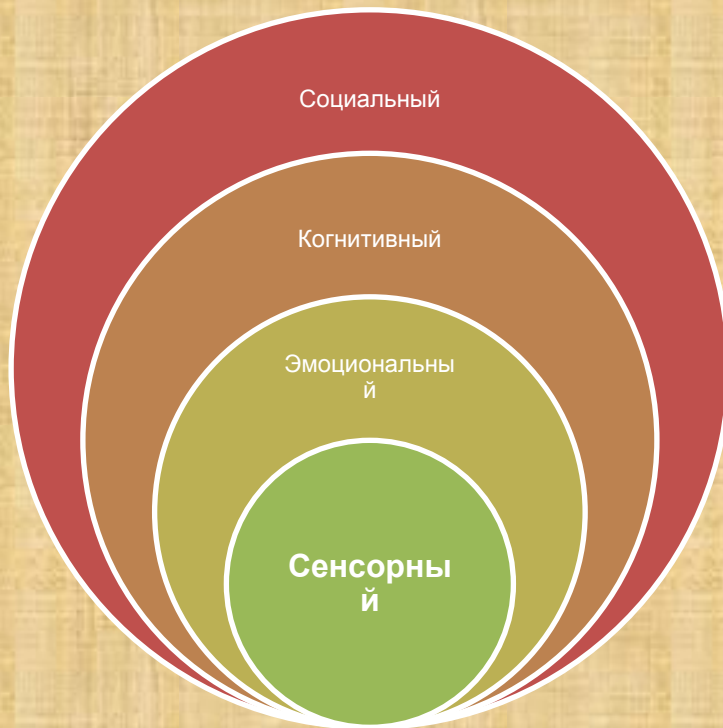 Социальный
Когнитивный
Эмоциональны
й
Сенсорны
й